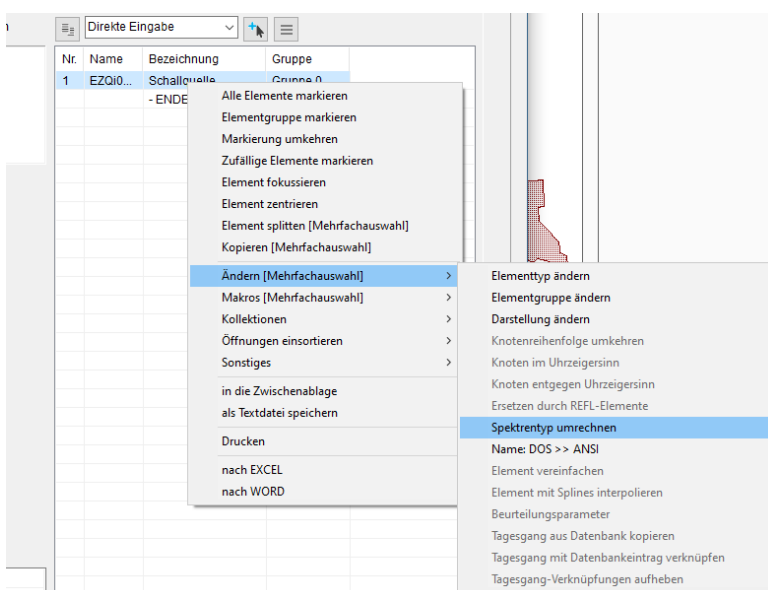 Direkte Eingabe
Nr. Name Bezeichnung Gruppe
1 EZQi0... Schallquelle Gruppe 0
- ENDE
Alle Elemente markieren
Elementgruppe markieren
Markierung umkehren
Zufällige Elemente markieren
Element fokussieren
Element zentrieren
Element splitten [Mehrfachauswahl]
Kopieren [Mehrfachauswahl]
Ändern [Mehrfachauswahl]
Makros [Mehrfachauswahl]
Kollektionen
Öffnungen einsortieren
Sonstiges
in die Zwischenablage
als Textdatei speichern
Drucken
nach EXCEL
nach WORD
Elementtyp ändern
Elementgruppe ändern
Darstellung ändern
Knotenreihenfolge umkehren
Knoten im Uhrzeigersinn
Knoten entgegen Uhrzeigersinn
Ersetzen durch REFL-Elemente
Spektrentyp umrechnen
Name: DOS >> ANSI
Element vereinfachen
Element mit Splines interpolieren
Beurteilungsparameter
Tagesgang aus Datenbank kopieren
Tagesgang mit Datenbankeintrag verknüpfen
Tagesgang-Verknüpfungen aufheben